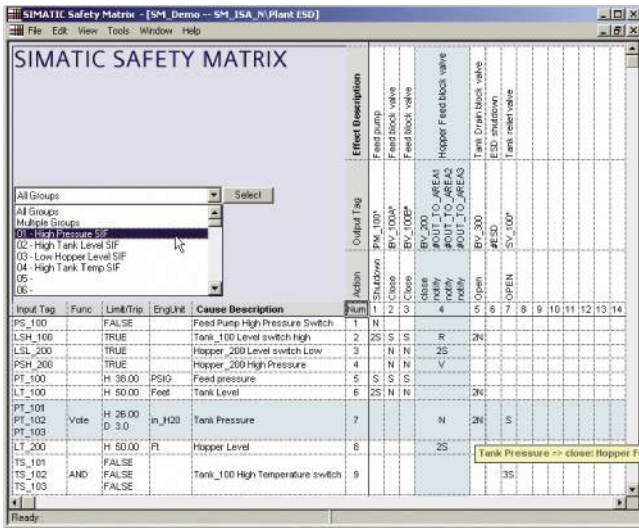 SIMATIC Safety Matrix - [SM_Demo -- SM_ISA_N\Plant ESD]
File Edit View Tools Window Help
SIMATIC SAFETY MATRIX
All Groups
Select
All Groups
Multiple Groups
01 - High Pressure SIF
02 - High Tank Level SIF
03 - Low Hopper Level SIF
04 - High Tank Temp SIF
05 -
06 -
Effect Description
Feed pump
Feed block valve
Feed block valve
Hopper Feed block valve
Tank Drain block valve
ESD shutdown
Tank relief valve
Output Tag
PM_100*
BV_100A*
BV_100B*
BV_200
#OUT_TO_AREA1
#OUT_TO_AREA2
#OUT_TO_AREA3
BV_300
#ESD
SV_100*
Action
Shutdown
Close
Close
close
notify
notify
notify
Open
OPEN
Input Tag Func Limit/Trip EngUnit Cause Description Num 1 2 3 4 5 6 7 8 9 10 11 12 13 14
PS_100 FALSE Feed Pump High Pressure Switch 1 N
LSH_100 TRUE Tank_100 Level switch high 2 2S S S R 2N
LSL_200 TRUE Hopper_200 Level switch Low 3 N N 2S
PSH_200 TRUE Hopper_200 High Pressure 4 N N V
PT_100 H 36.00 PSIG Feed pressure 5 S S S
LT_100 H 50.00 Feet Tank Level 6 2S N N 2N
PT_101
PT_102 Vote H 26.00 in_H20 Tank Pressure 7 N 2N S
PT_103 D 3.0
LT_200 H 50.00 Ft Hopper Level 8 2S
Tank Pressure => close: Hopper F
TS_101 FALSE
TS_102 AND FALSE Tank_100 High Temperature switch 9 3S
TS_103 FALSE
Ready